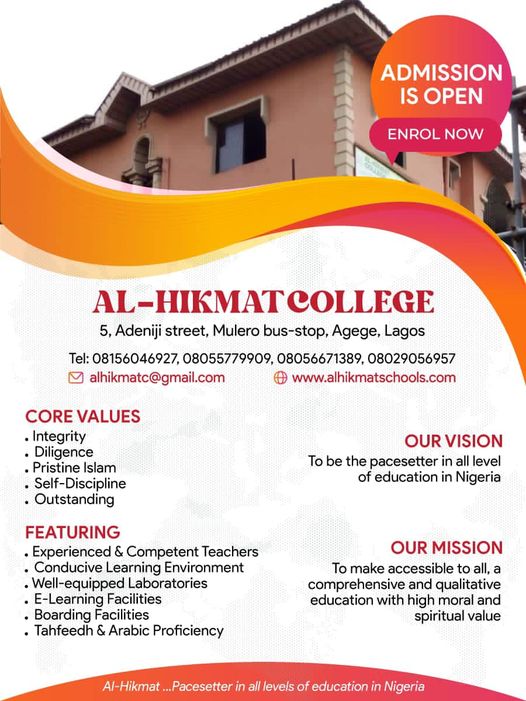 ADMISSION
IS OPEN
ENROL NOW
AL-HIKMAT COLLEGE
5, Adeniji street, Mulero bus-stop, Agege, Lagos
Tel: 08156046927, 08055779909, 08056671389, 08029056957
alhikmatc@gmail.com www.alhikmatschools.com
CORE VALUES
. Integrity
. Diligence
. Pristine Islam
. Self-Discipline
. Outstanding
OUR VISION
To be the pacesetter in all level
of education in Nigeria
FEATURING
. Experienced & Competent Teachers
. Conducive Learning Environment
. Well-equipped Laboratories
. E-Learning Facilities
. Boarding Facilities
. Tahfeedh & Arabic Proficiency
OUR MISSION
To make accessible to all, a
comprehensive and qualitative
education with high moral and
spiritual value
Al-Hikmat ...Pacesetter in all levels of education in Nigeria